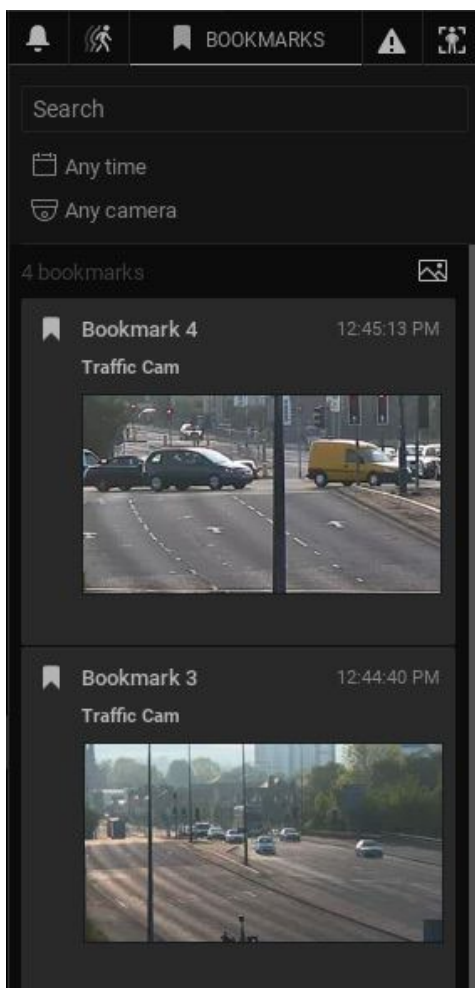 BOOKMARKS
Search
Any time
Any camera
4 bookmarks
Bookmark 4 12:45:13 PM
Traffic Cam
Bookmark 3 12:44:40 PM
Traffic Cam